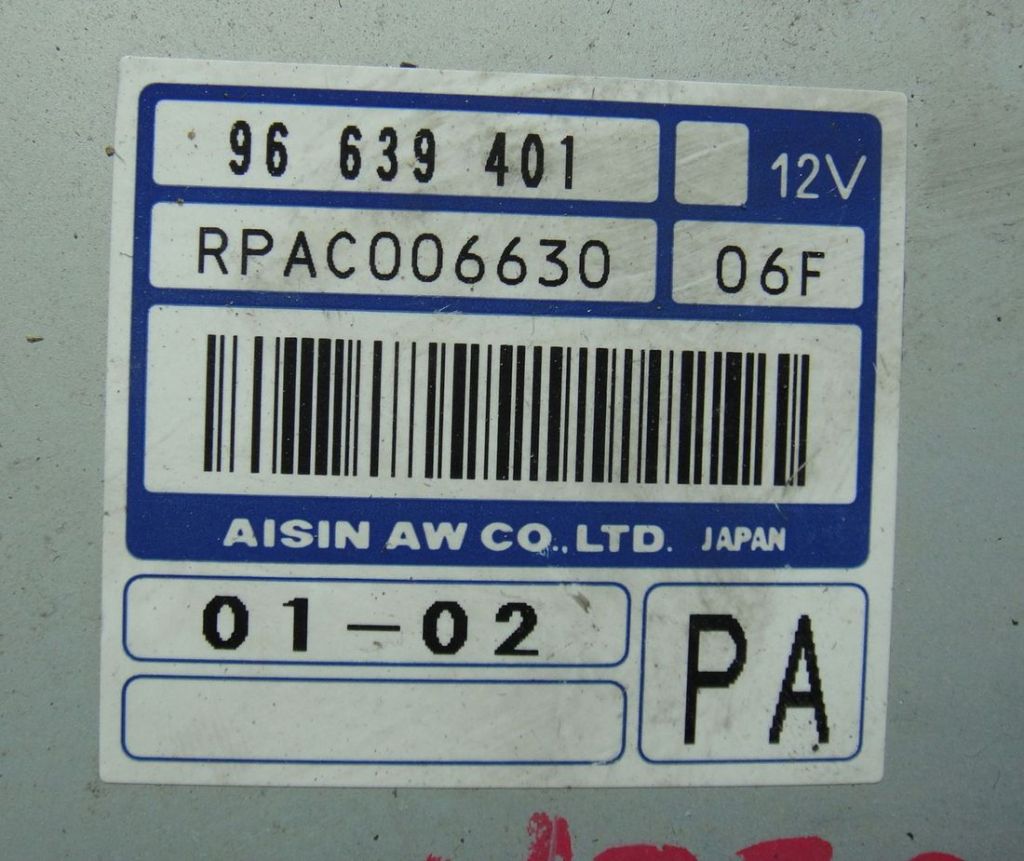 96 639 401 12V
RPAC006630 06F
AISIN AW CO.,LTD. JAPAN
01-02
PA